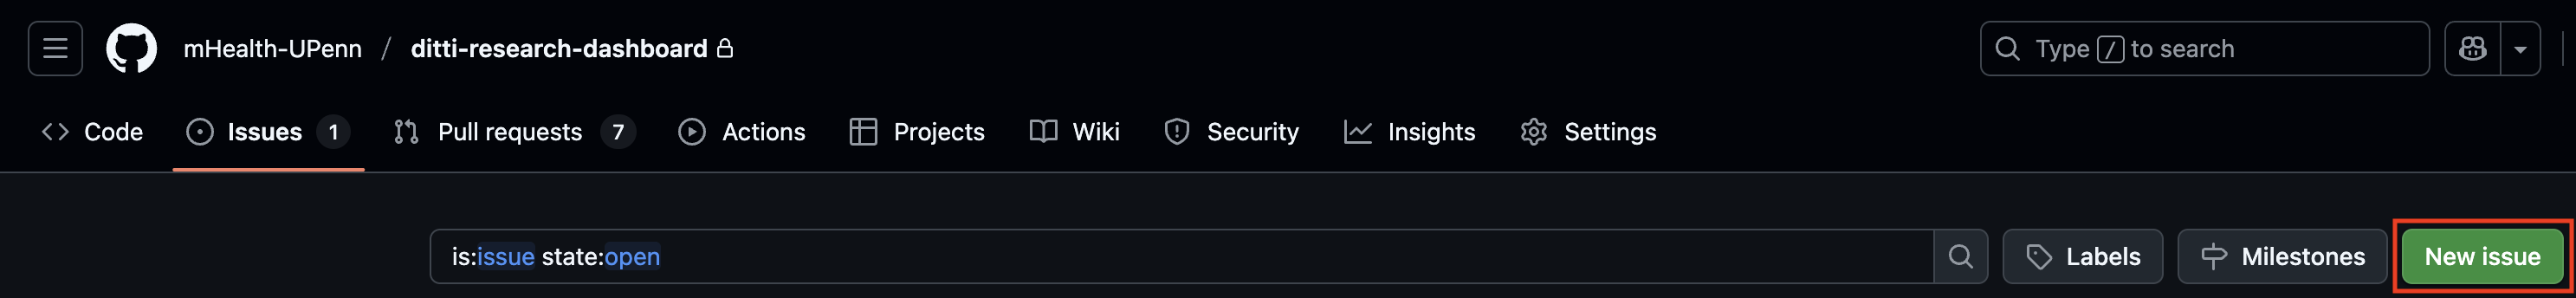 mHealth-UPenn / ditti-research-dashboard
Type / to search
Code Issues 1 Pull requests 7 Actions Projects Wiki Security Insights Settings
is:issue state:open
Labels Milestones New issue